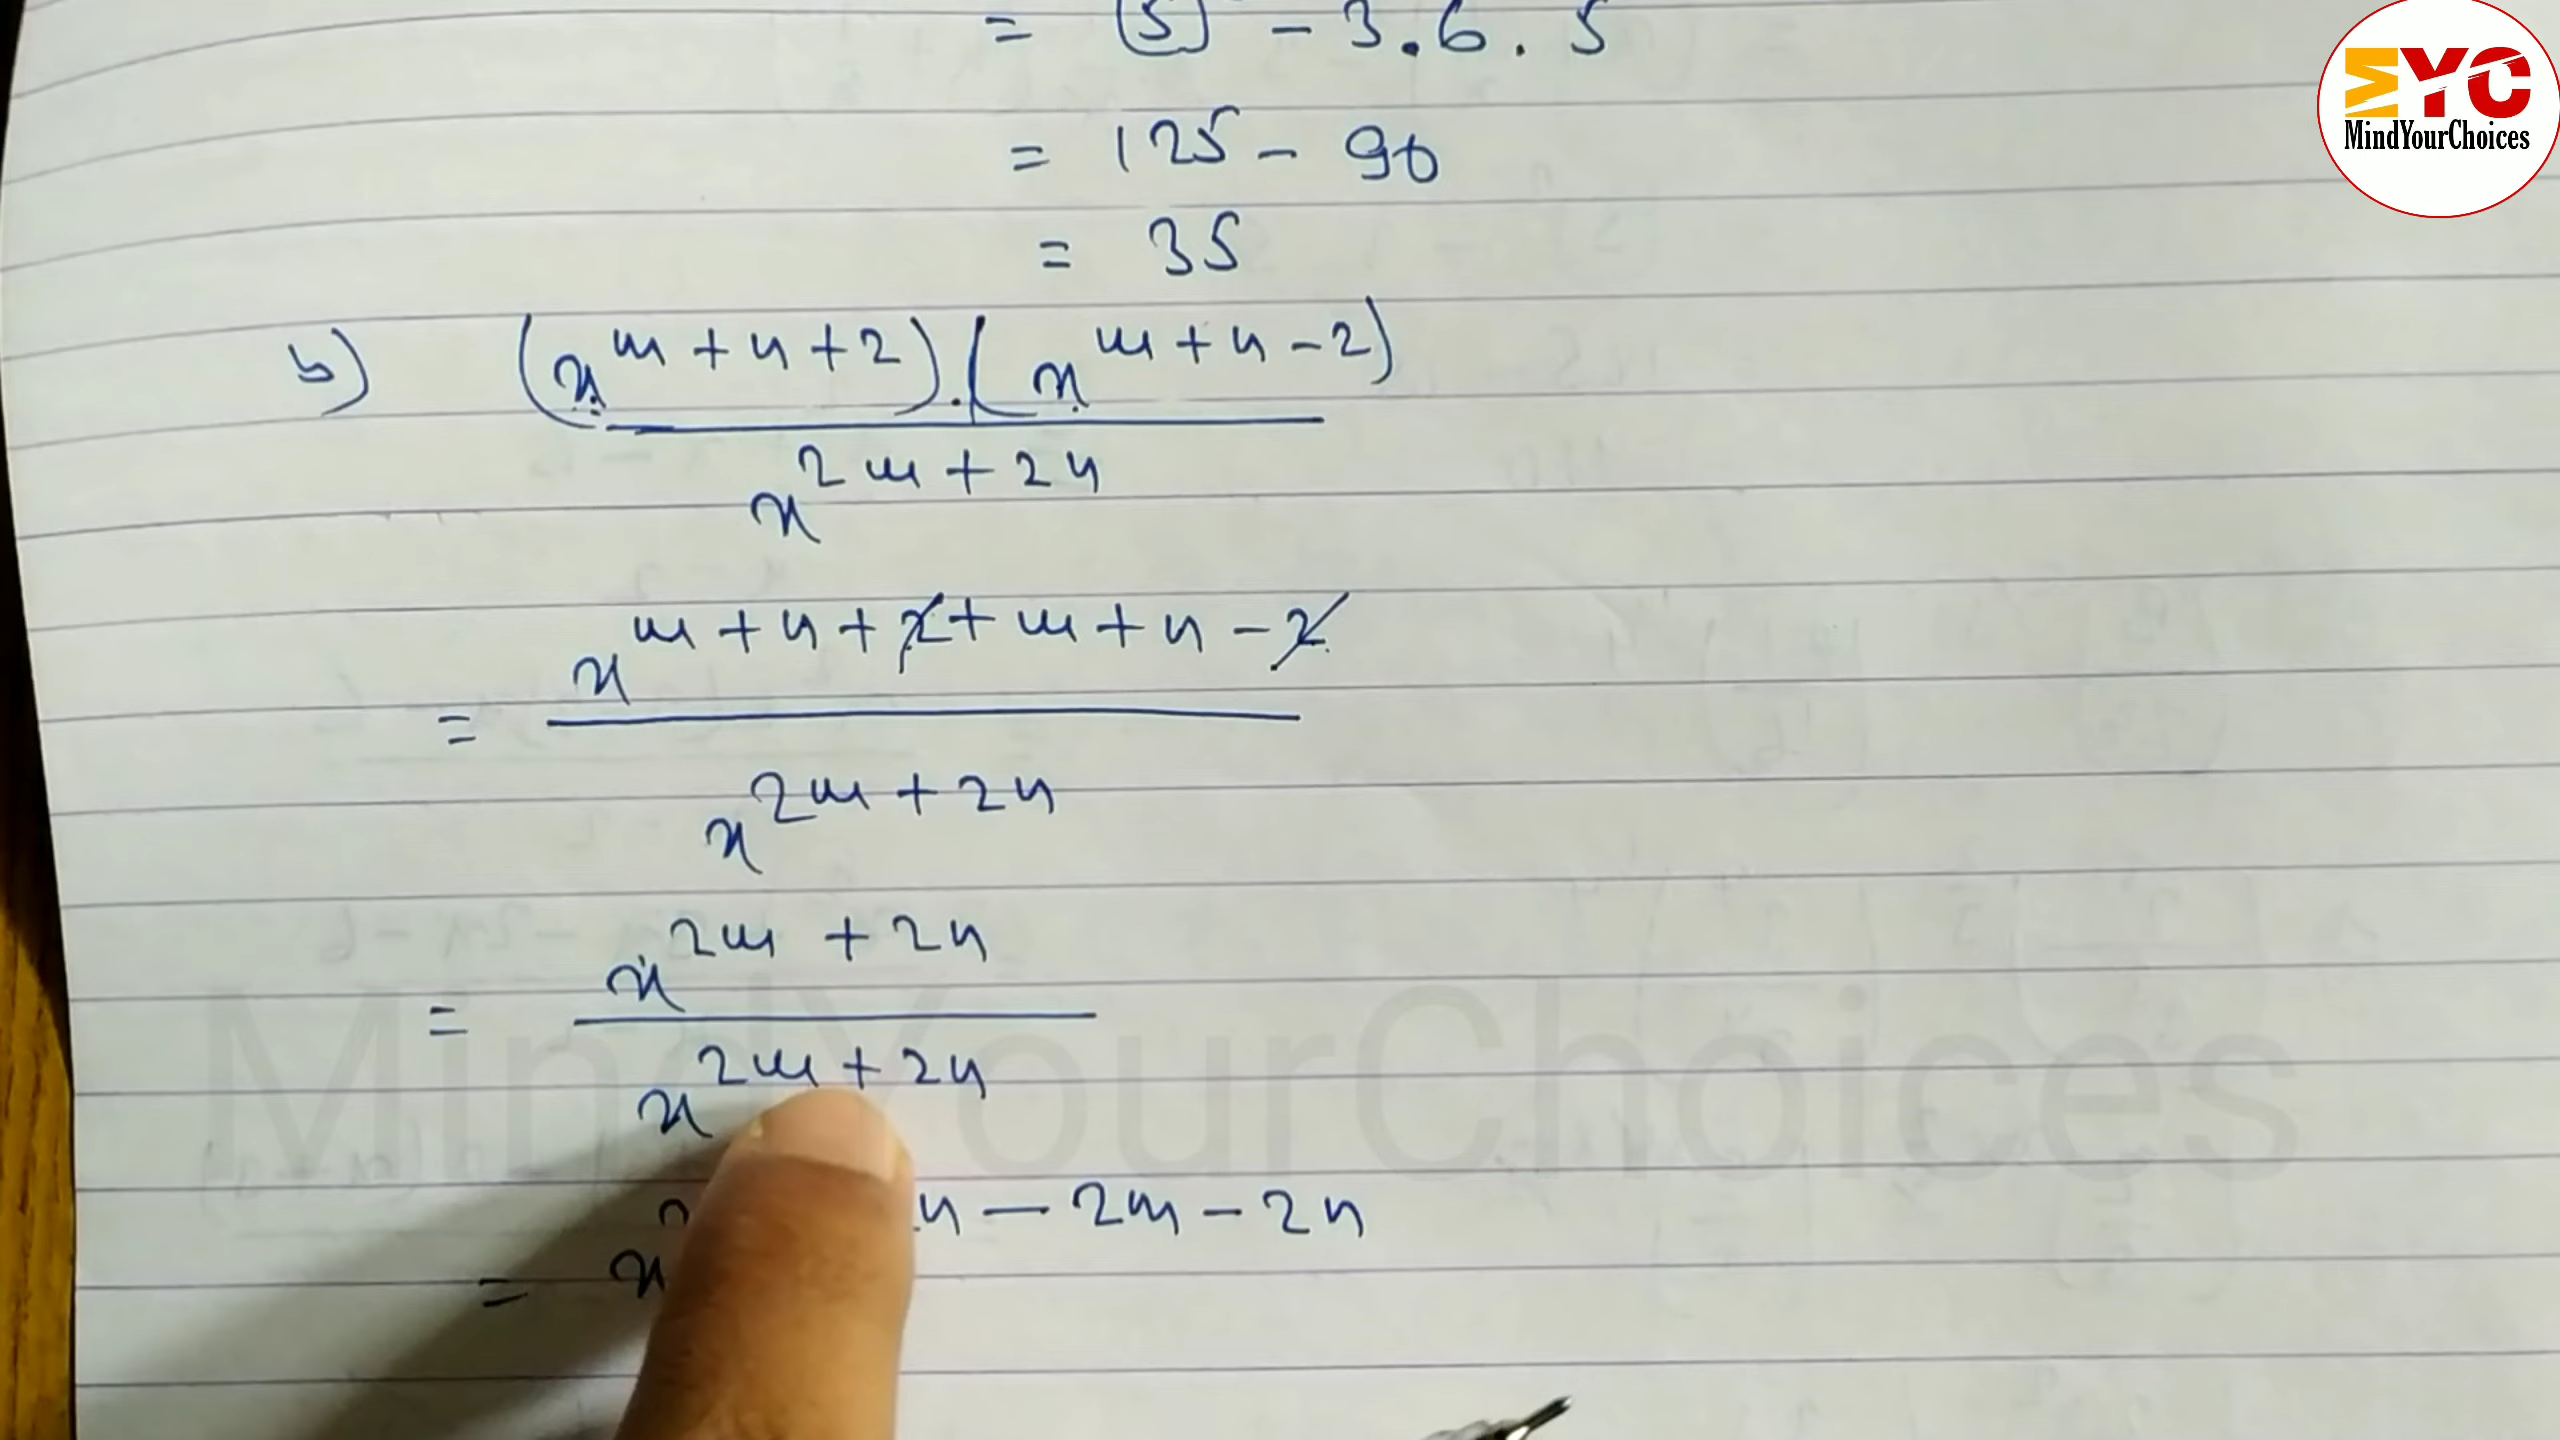 = (5) - 3.6.5
MYC
MindYourChoices
= 125 - 90
= 35
b) (x^m+n+2).(x^m+n-2)
x^2m+2n
x^m+n+2+m+n-2
=
x^2m+2n
x^2m+2n
=
x^2m+2n
MindYourChoices
= x n - 2m - 2n